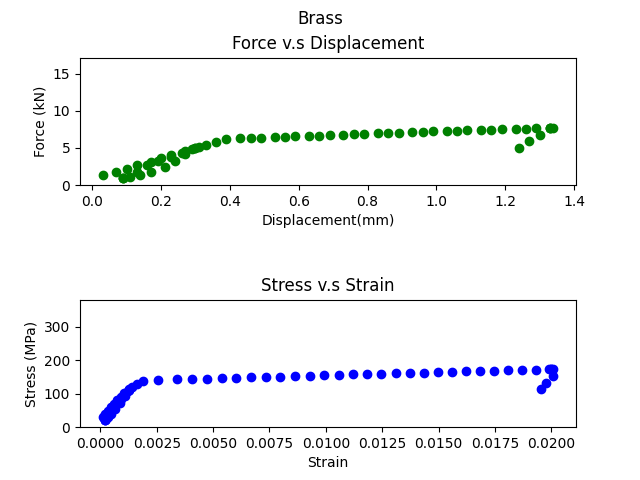 Brass
Force v.s Displacement
15
10
5
0
Force (kN)
0.0 0.2 0.4 0.6 0.8 1.0 1.2 1.4
Displacement(mm)
Stress v.s Strain
300
200
100
0
Stress (MPa)
0.0000 0.0025 0.0050 0.0075 0.0100 0.0125 0.0150 0.0175 0.0200
Strain